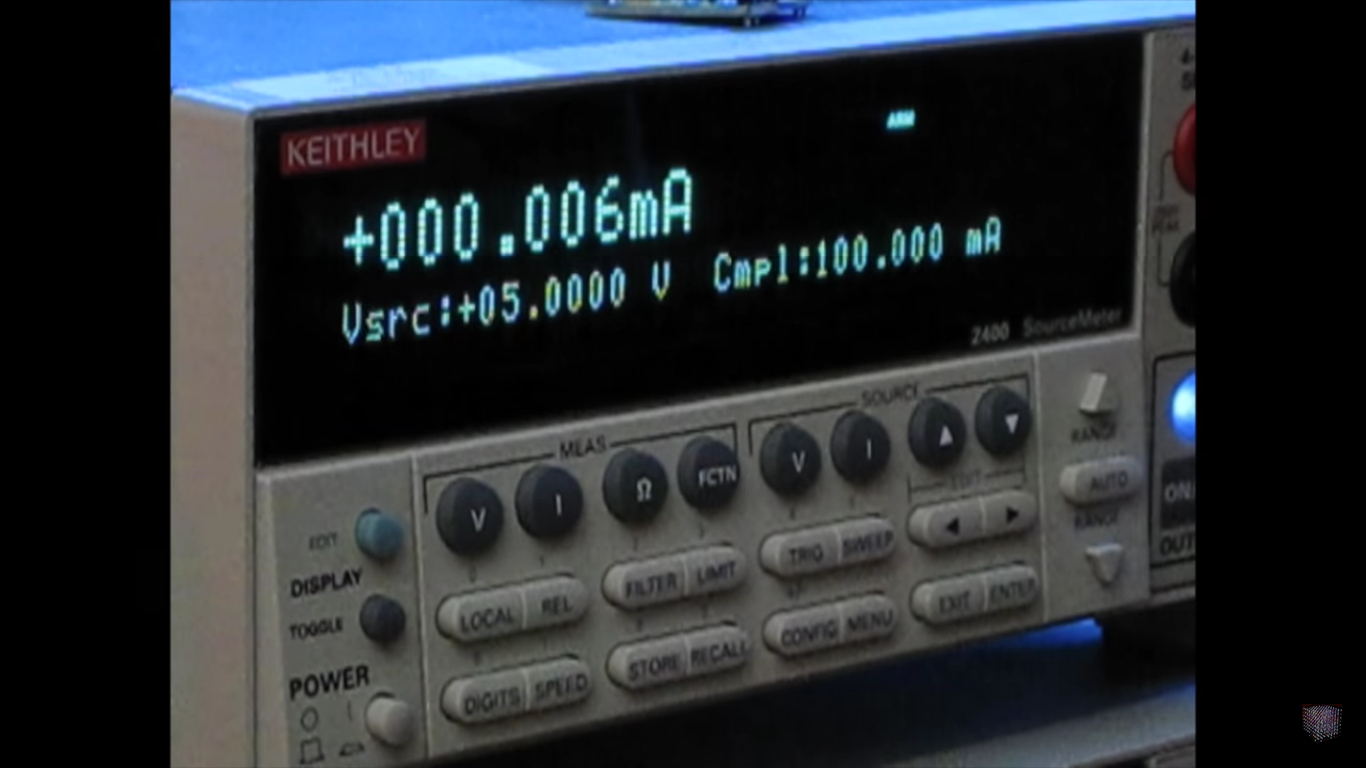 KEITHLEY
ARM
+000.006mA
Vsrc:+05.0000 V Cmpl:100.000 mA
2400 SourceMeter
MEAS
SOURCE
V I Ω FCTN V I ▲ ▼
RANGE
EDIT
EDIT
◀ ▶
AUTO
RANGE
DISPLAY
TOGGLE
LOCAL REL FILTER LIMIT TRIG SWEEP
DIGITS SPEED STORE RECALL CONFIG MENU EXIT ENTER
POWER